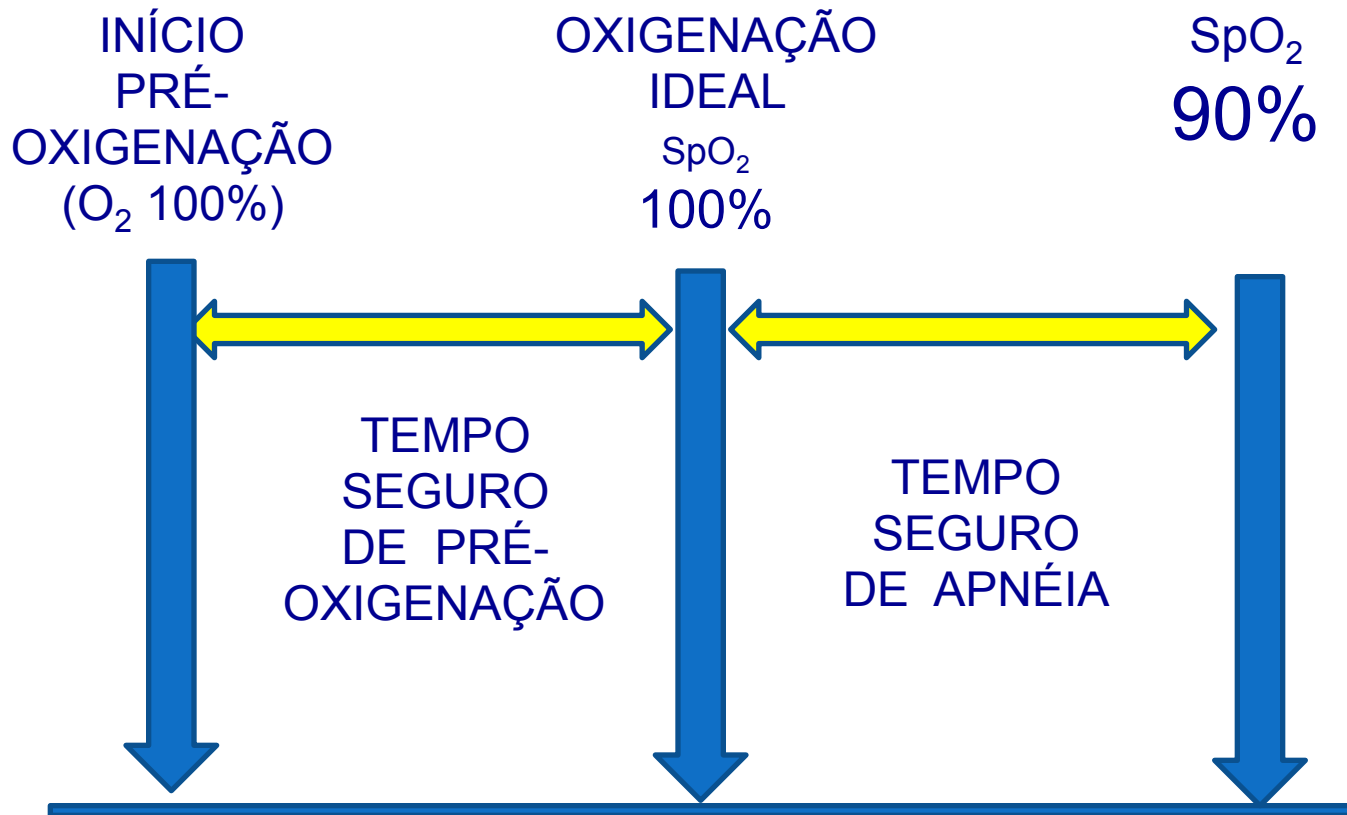 INÍCIO
PRÉ-
OXIGENAÇÃO
(O₂ 100%)
OXIGENAÇÃO
IDEAL
SpO₂
100%
SpO₂
90%
TEMPO
SEGURO
DE PRÉ-
OXIGENAÇÃO
TEMPO
SEGURO
DE APNÉIA